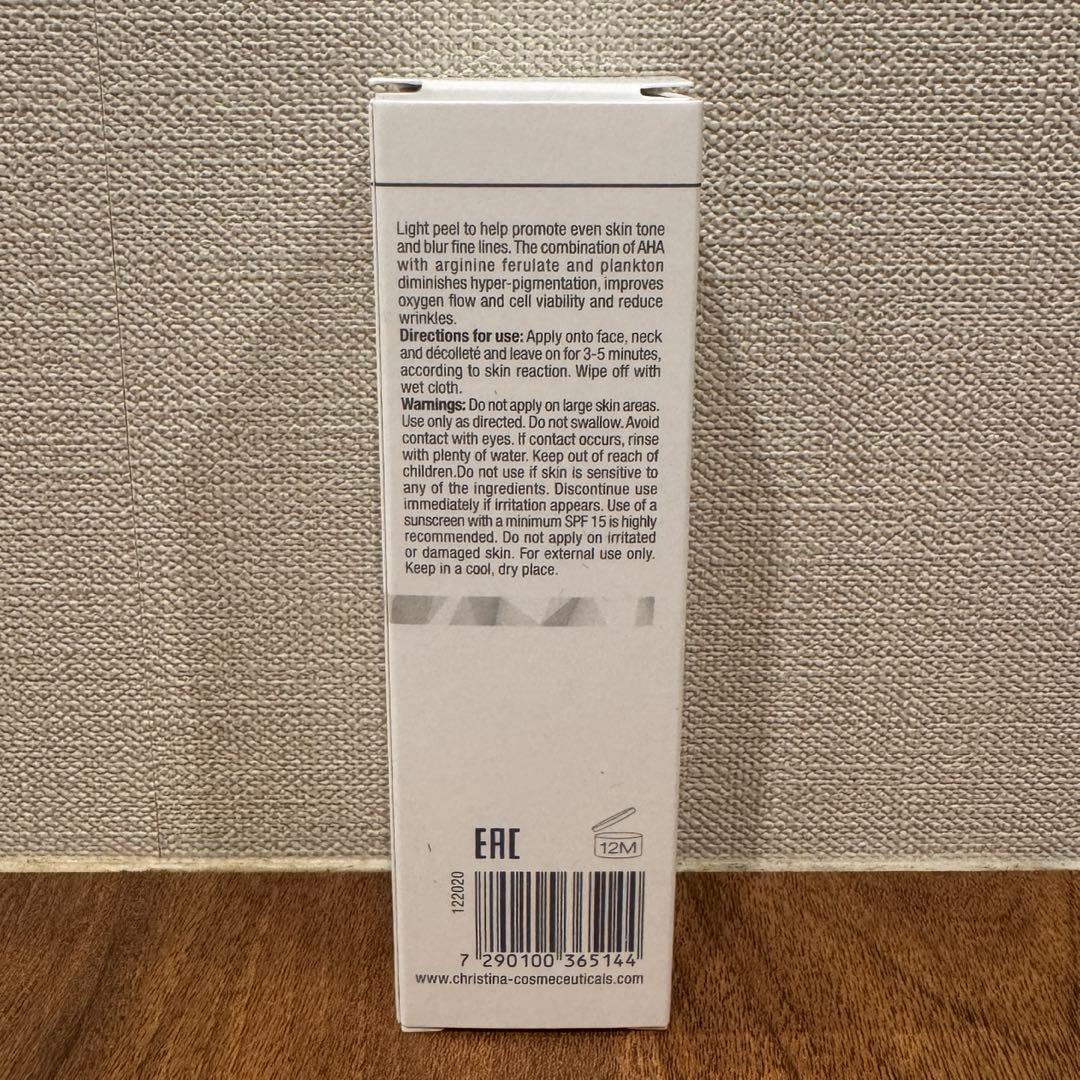 Light peel to help promote even skin tone
and blur fine lines. The combination of AHA
with arginine ferulate and plankton
diminishes hyper-pigmentation, improves
oxygen flow and cell viability and reduce
wrinkles.
Directions for use: Apply onto face, neck
and décolleté and leave on for 3-5 minutes,
according to skin reaction. Wipe off with
wet cloth.
Warnings: Do not apply on large skin areas.
Use only as directed. Do not swallow. Avoid
contact with eyes. If contact occurs, rinse
with plenty of water. Keep out of reach of
children.Do not use if skin is sensitive to
any of the ingredients. Discontinue use
immediately if irritation appears. Use of a
sunscreen with a minimum SPF 15 is highly
recommended. Do not apply on irritated
or damaged skin. For external use only.
Keep in a cool, dry place.
EAC
12M
122020
7 290100 365144
www.christina-cosmeceuticals.com